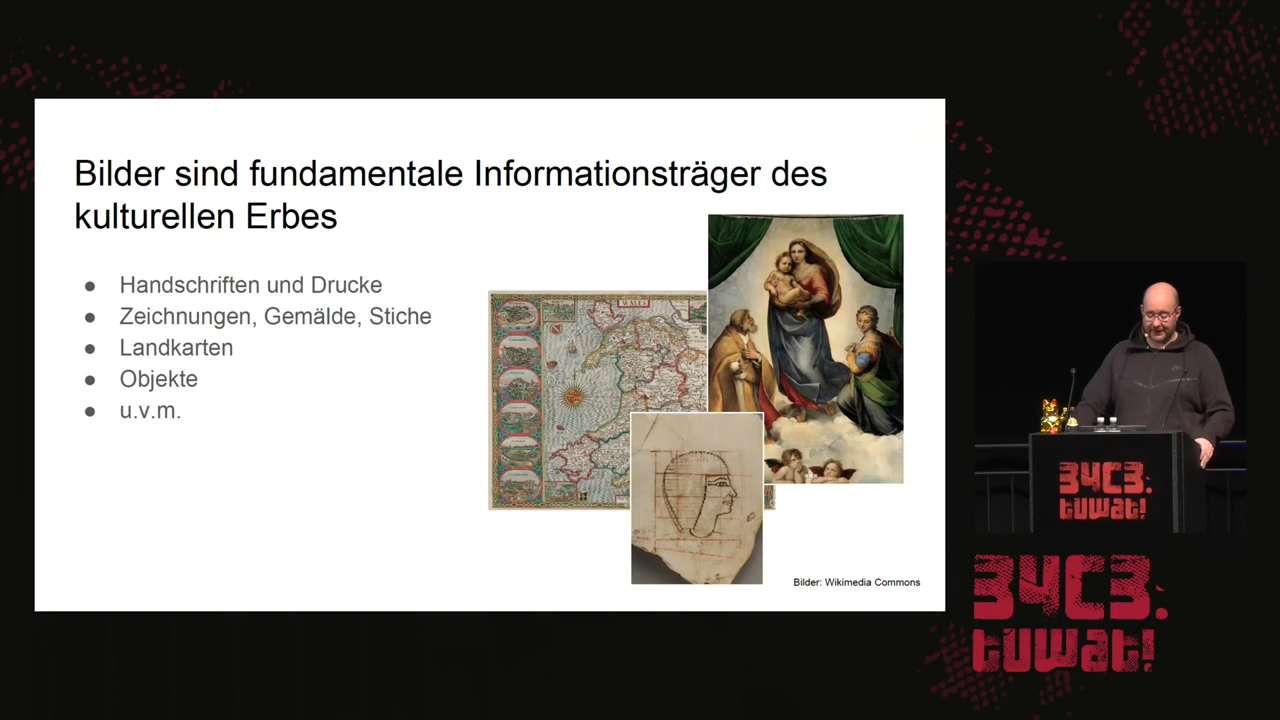 Bilder sind fundamentale Informationsträger des
kulturellen Erbes
● Handschriften und Drucke
● Zeichnungen, Gemälde, Stiche
● Landkarten
● Objekte
● u.v.m.
WALES
Bilder: Wikimedia Commons
34C3.
tuwat!
34C3.
tuwat!